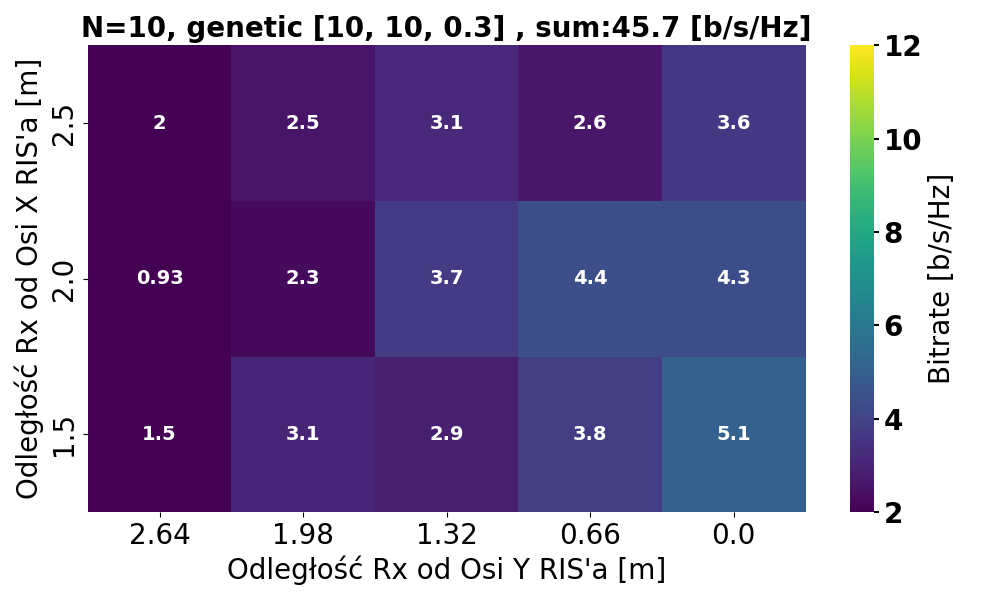 N=10, genetic [10, 10, 0.3] , sum:45.7 [b/s/Hz]
Odległość Rx od Osi X RIS'a [m]
2.5
2.0
1.5
2 2.5 3.1 2.6 3.6
0.93 2.3 3.7 4.4 4.3
1.5 3.1 2.9 3.8 5.1
2.64 1.98 1.32 0.66 0.0
Odległość Rx od Osi Y RIS'a [m]
12
10
8
6
4
2
Bitrate [b/s/Hz]